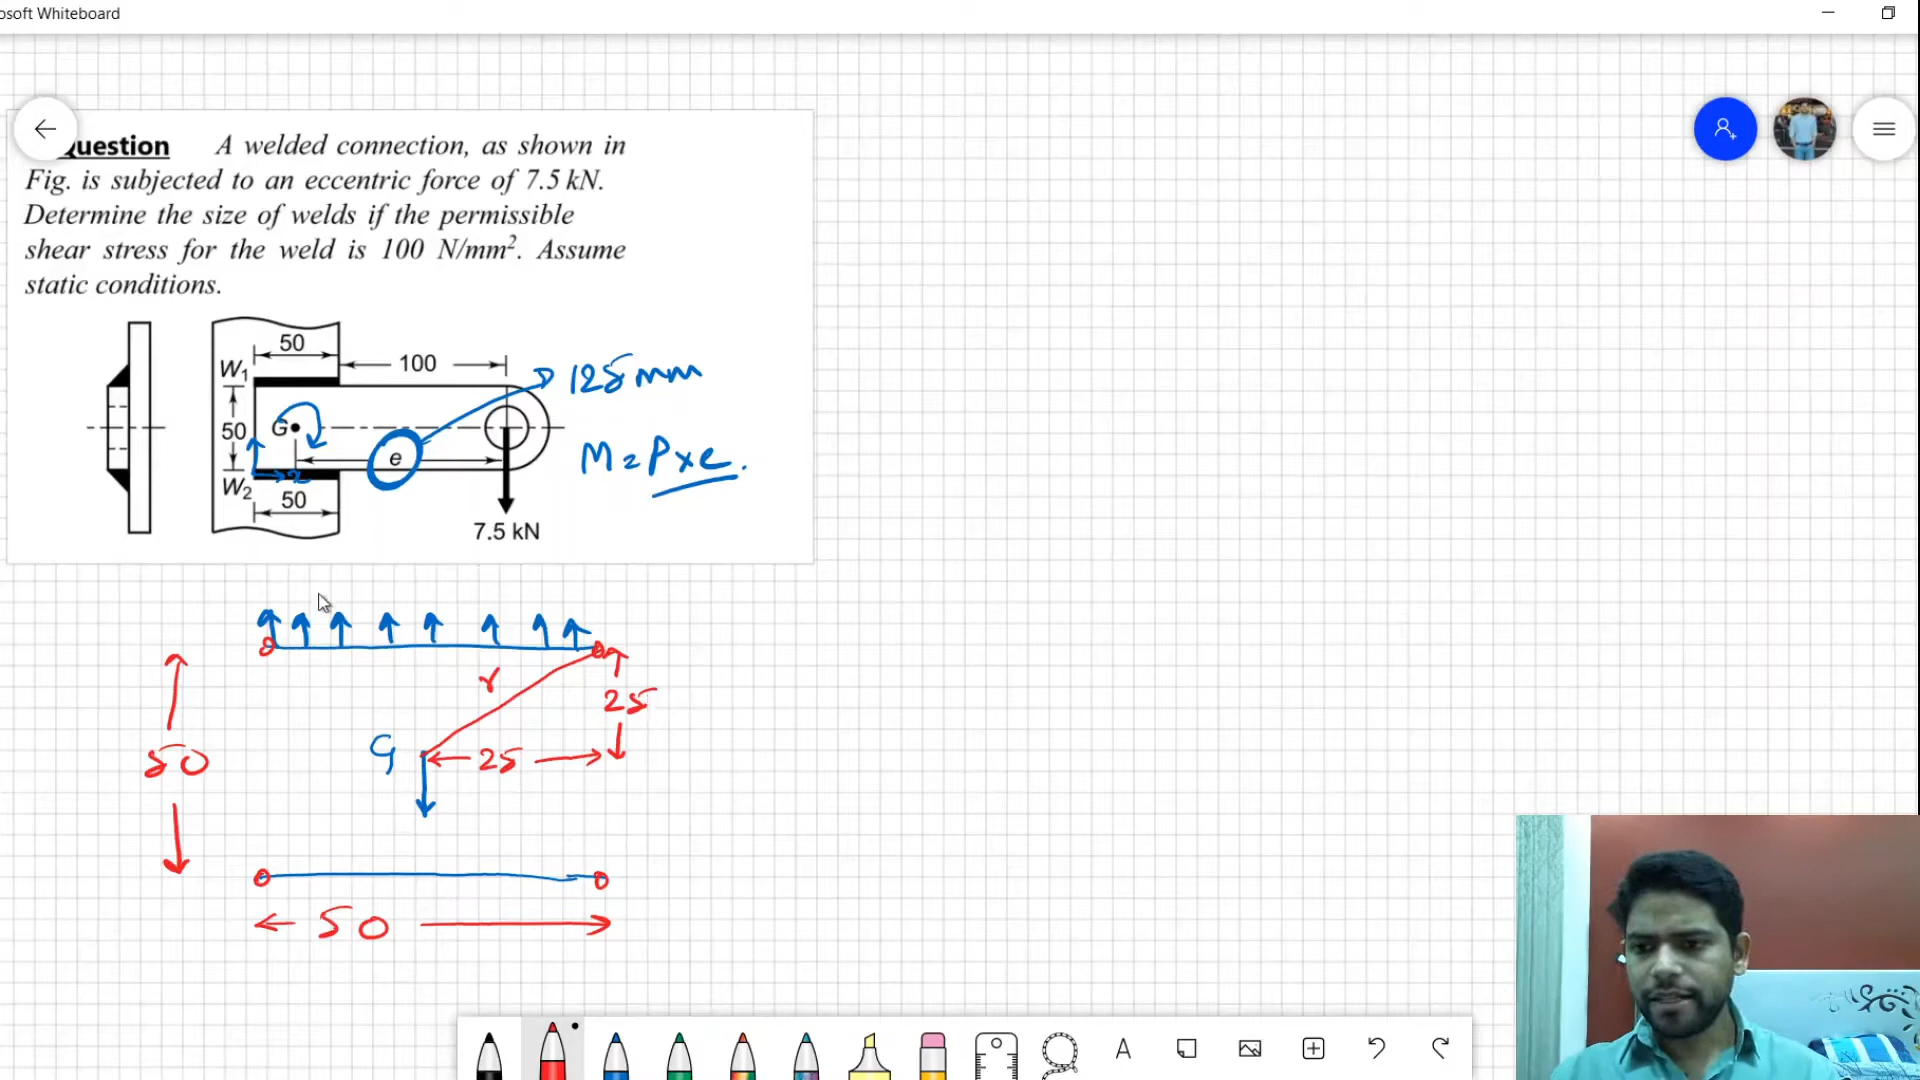 osoft Whiteboard
Question A welded connection, as shown in
Fig. is subjected to an eccentric force of 7.5 kN.
Determine the size of welds if the permissible
shear stress for the weld is 100 N/mm². Assume
static conditions.
50
100
W₁
125 mm
50
G
e
M = P x e.
W₂
50
7.5 kN
r
25
G
25
50
50
A